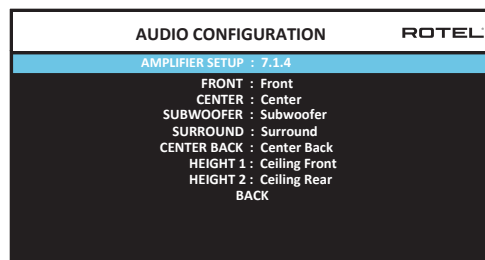 AUDIO CONFIGURATION ROTEL
AMPLIFIER SETUP : 7.1.4
FRONT : Front
CENTER : Center
SUBWOOFER : Subwoofer
SURROUND : Surround
CENTER BACK : Center Back
HEIGHT 1 : Ceiling Front
HEIGHT 2 : Ceiling Rear
BACK